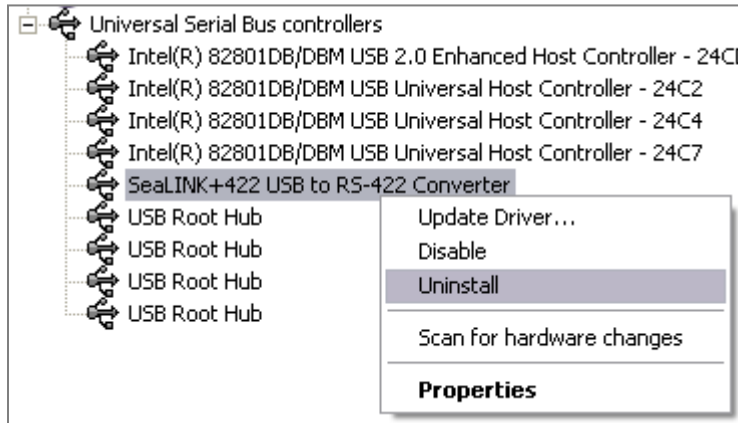 Universal Serial Bus controllers
Intel(R) 82801DB/DBM USB 2.0 Enhanced Host Controller -
Intel(R) 82801DB/DBM USB Universal Host Controller - 24C2
Intel(R) 82801DB/DBM USB Universal Host Controller - 24C4
Intel(R) 82801DB/DBM USB Universal Host Controller - 24C7
SeaLINK+422 USB to RS-422 Converter
USB Root Hub
USB Root Hub
USB Root Hub
USB Root Hub
Update Driver...
Disable
Uninstall
Scan for hardware changes
Properties